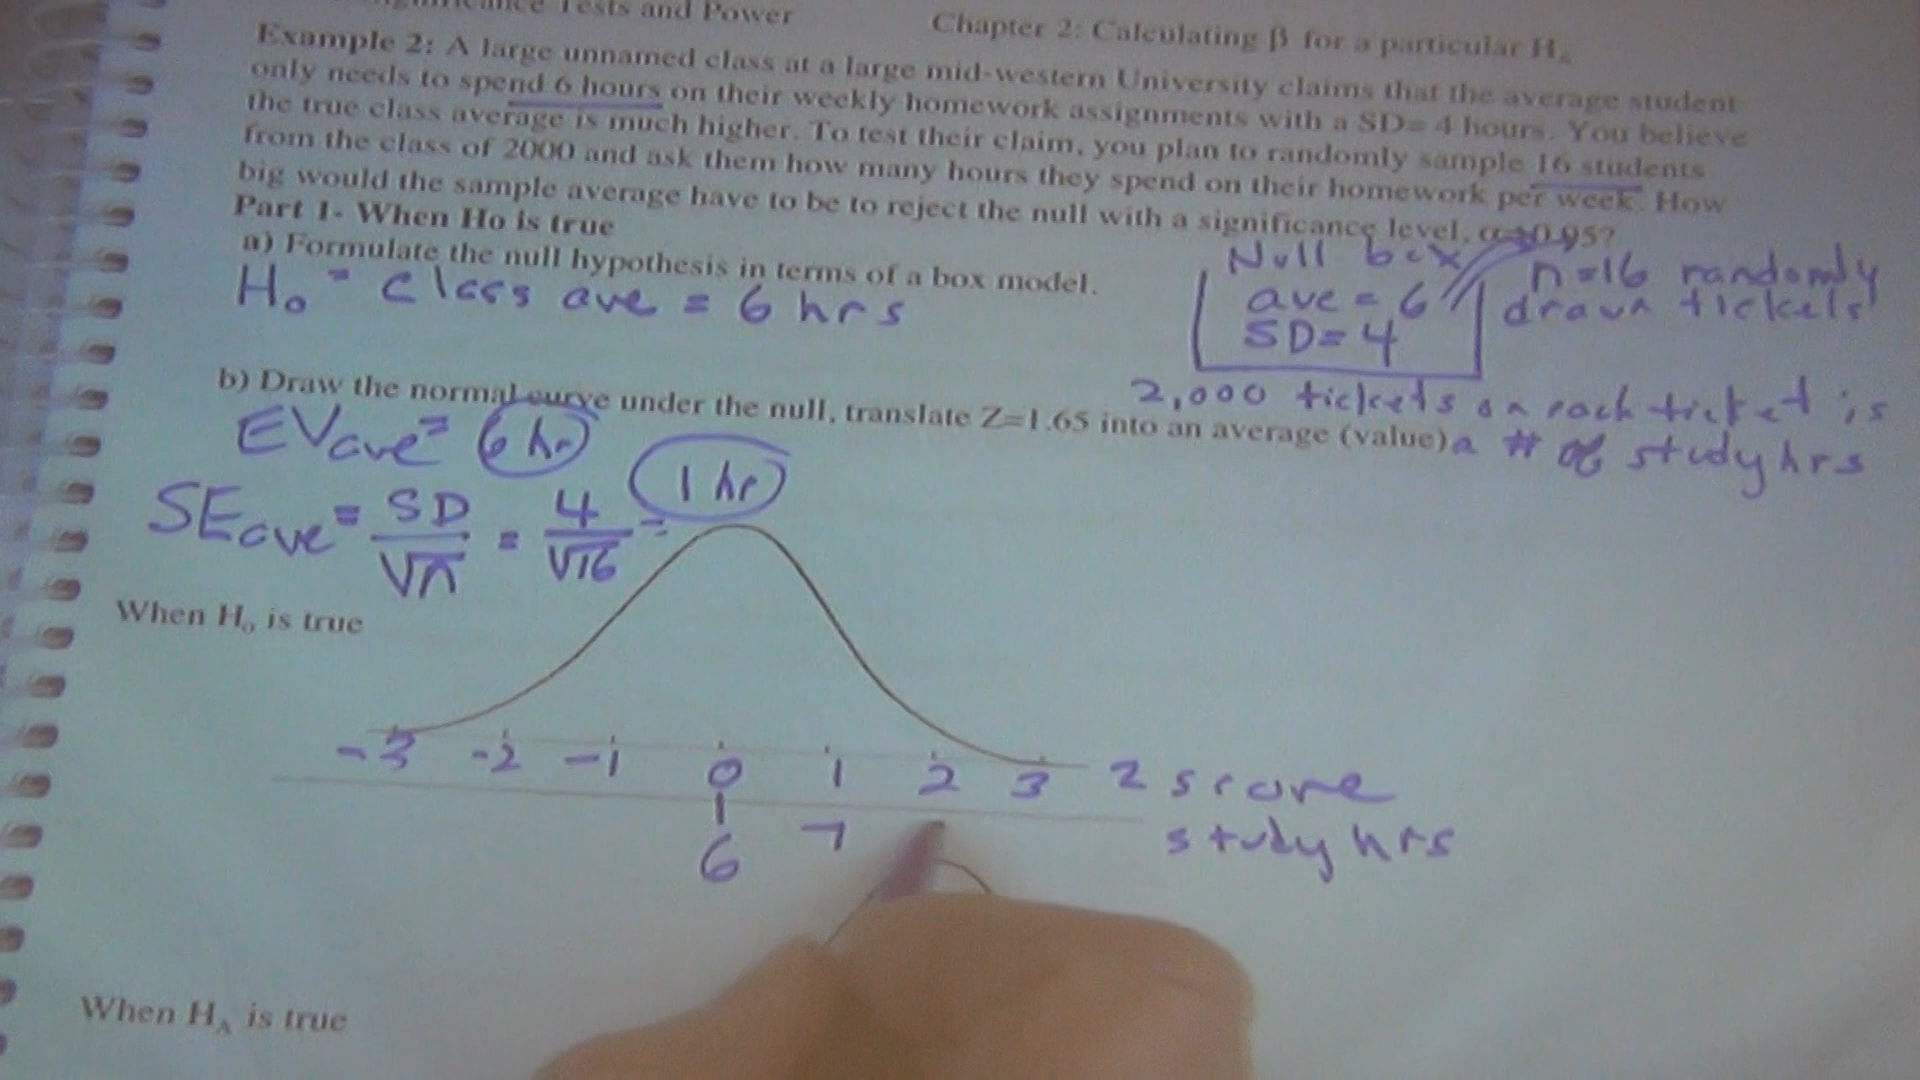 Tests and Power
Chapter 2: Calculating β for a particular H_A
Example 2: A large unnamed class at a large mid-western University claims that the average student
only needs to spend 6 hours on their weekly homework assignments with a SD= 4 hours. You believe
the true class average is much higher. To test their claim, you plan to randomly sample 16 students
from the class of 2000 and ask them how many hours they spend on their homework per week. How
big would the sample average have to be to reject the null with a significance level,
Part 1- When Ho is true
a) Formulate the null hypothesis in terms of a box model.
H₀ = class ave = 6 hrs
Null box
ave = 6
SD=4
n=16 randomly
drawn tickets
2,000 tickets on each ticket is
a # of study hrs
b) Draw the normal curve under the null, translate Z=1.65 into an average (value)
EVave = 6 hr
SEave = SD/√n = 4/√16 = 1 hr
When H₀ is true
-3 -2 -1 0 1 2 3 Z score
6 7 study hrs
When H_A is true